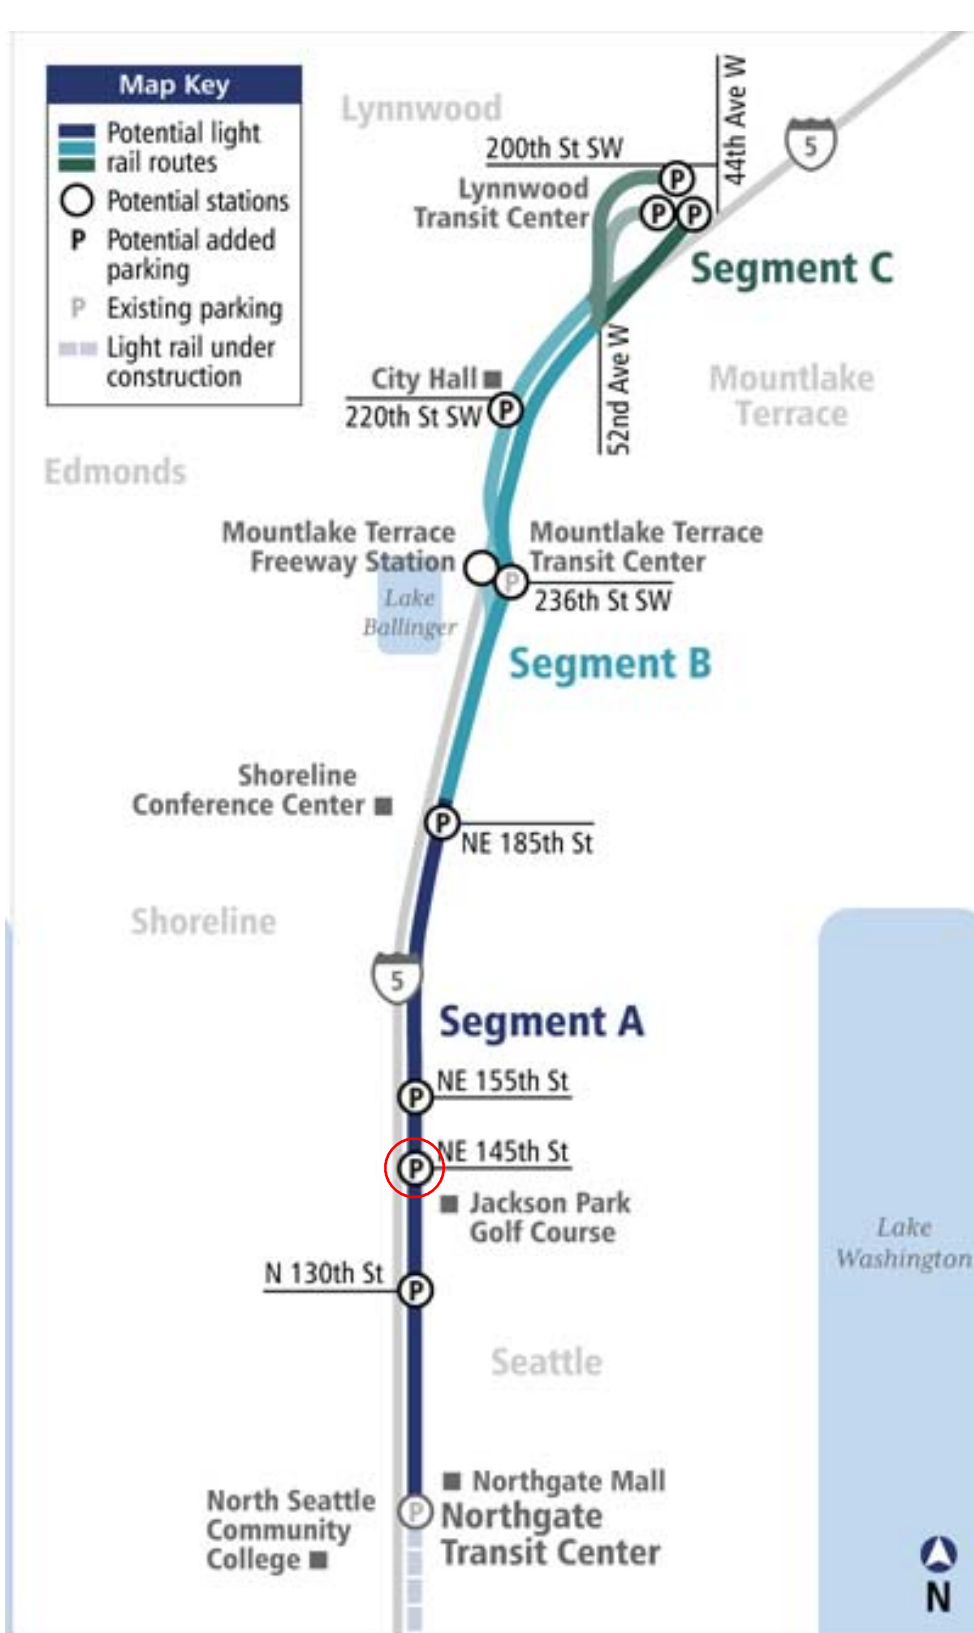 Map Key
Potential light
rail routes
Potential stations
P Potential added
parking
P Existing parking
Light rail under
construction
Lynnwood
200th St SW
44th Ave W
5
Lynnwood
Transit Center
P
P
P
Segment C
52nd Ave W
City Hall
220th St SW
P
Mountlake
Terrace
Edmonds
Mountlake Terrace
Freeway Station
Mountlake Terrace
Transit Center
P
236th St SW
Lake
Ballinger
Segment B
Shoreline
Conference Center
P
NE 185th St
Shoreline
5
Segment A
NE 155th St
P
NE 145th St
P
Jackson Park
Golf Course
Lake
Washington
N 130th St
P
Seattle
Northgate Mall
North Seattle
Community
College
P
Northgate
Transit Center
N